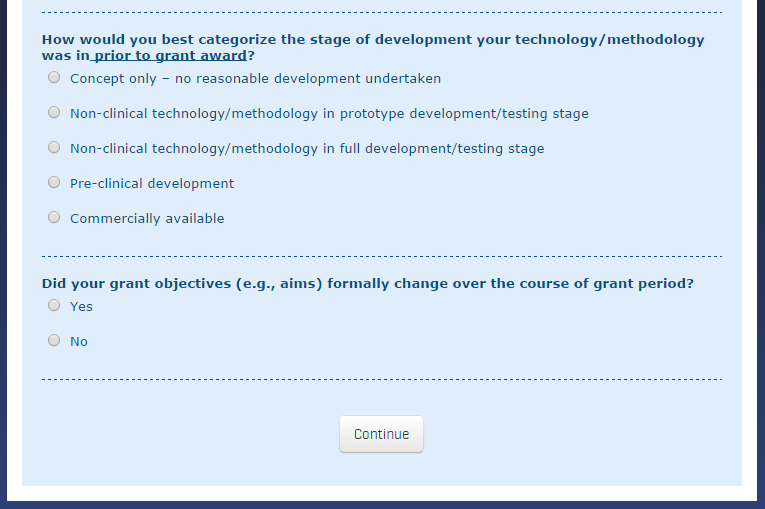 How would you best categorize the stage of development your technology/methodology
was in prior to grant award?
Concept only – no reasonable development undertaken
Non-clinical technology/methodology in prototype development/testing stage
Non-clinical technology/methodology in full development/testing stage
Pre-clinical development
Commercially available
Did your grant objectives (e.g., aims) formally change over the course of grant period?
Yes
No
Continue